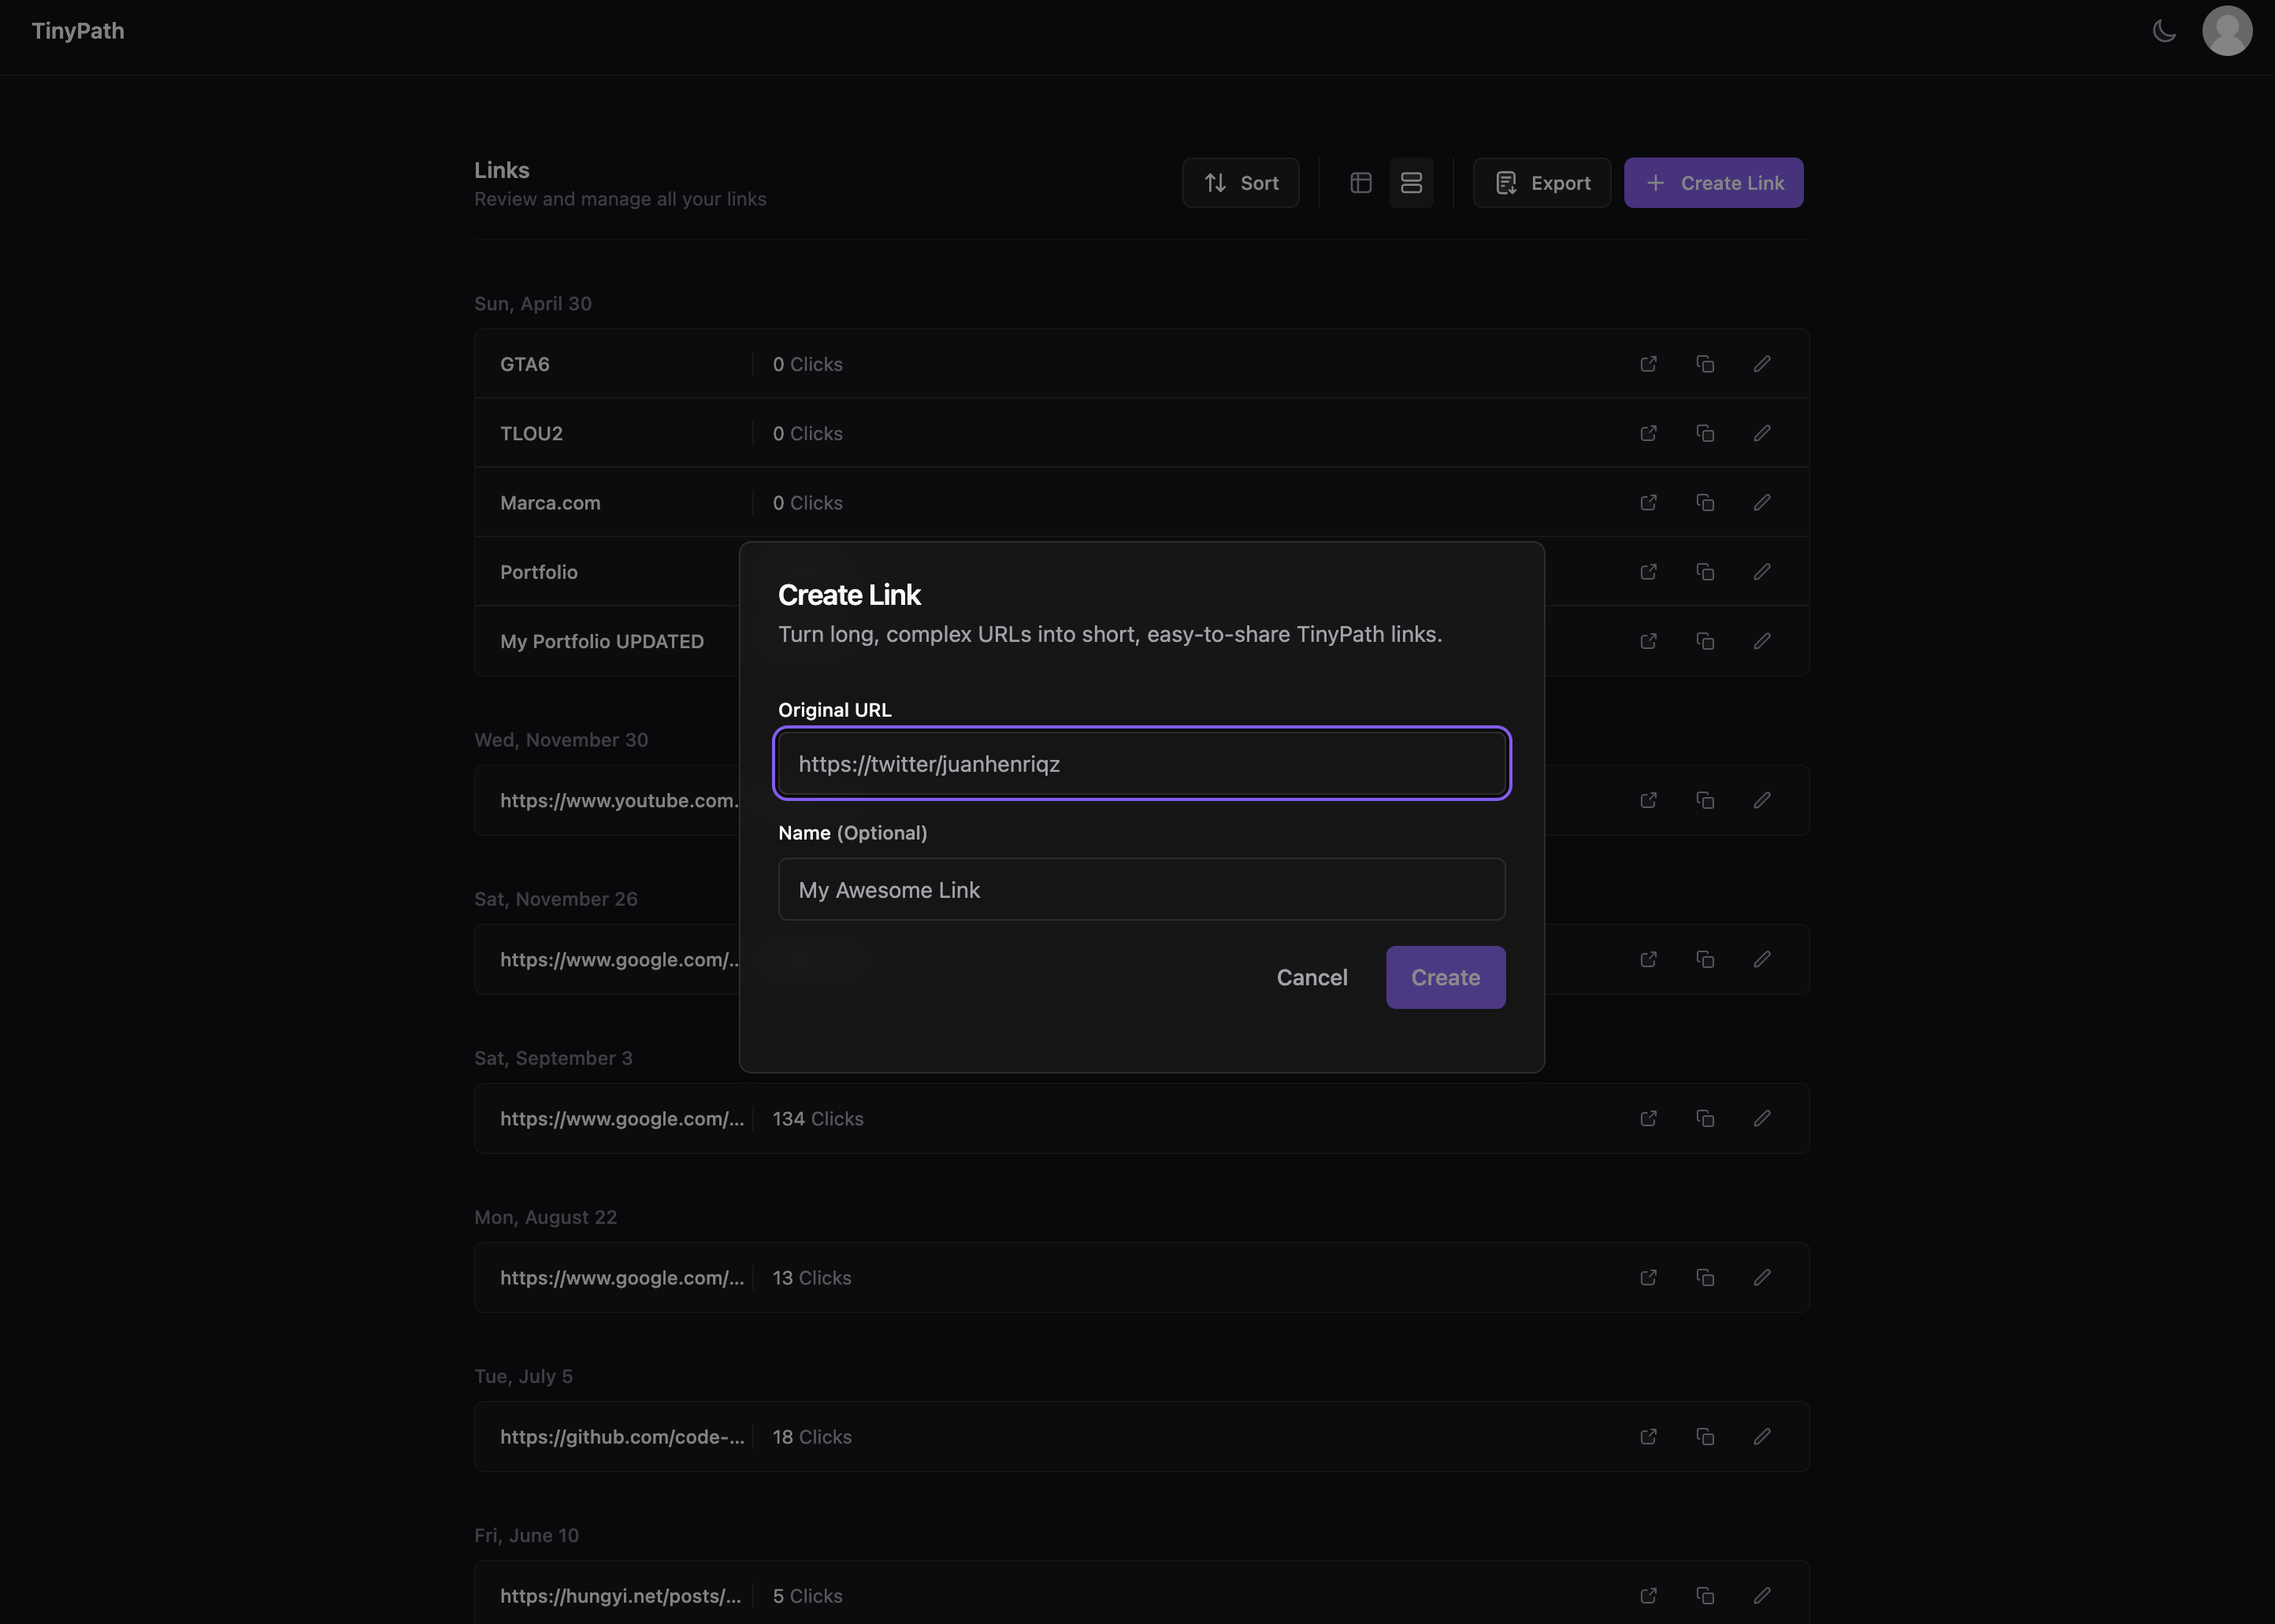 TinyPath
Links
Review and manage all your links
Sort
Export
Create Link
Sun, April 30
GTA6
0 Clicks
TLOU2
0 Clicks
Marca.com
0 Clicks
Portfolio
My Portfolio UPDATED
Create Link
Turn long, complex URLs into short, easy-to-share TinyPath links.
Original URL
https://twitter/juanhenriqz
Name (Optional)
My Awesome Link
Cancel
Create
Wed, November 30
https://www.youtube.com.
Sat, November 26
https://www.google.com/..
Sat, September 3
https://www.google.com/...
134 Clicks
Mon, August 22
https://www.google.com/...
13 Clicks
Tue, July 5
https://github.com/code-...
18 Clicks
Fri, June 10
https://hungyi.net/posts/...
5 Clicks